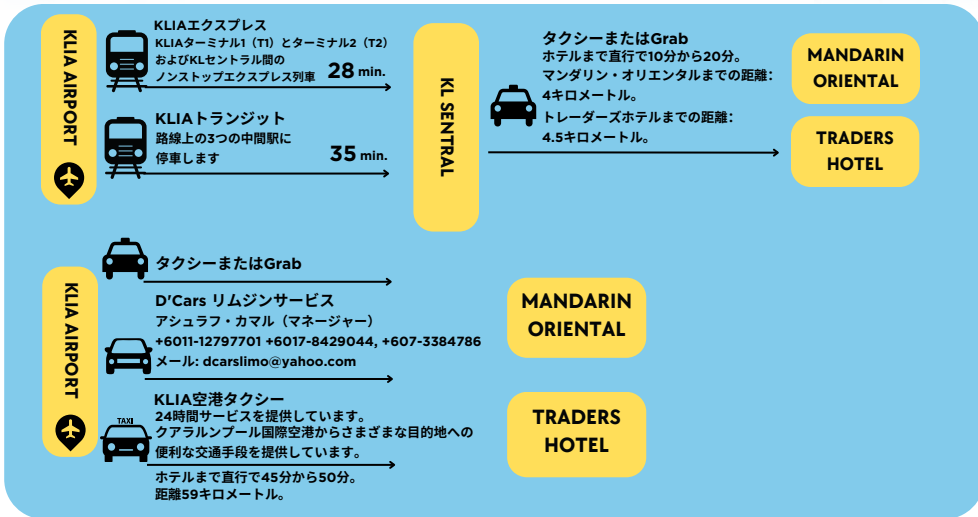 KLIA AIRPORT
KLIAエクスプレス
KLIAターミナル1（T1）とターミナル2（T2）
およびKLセントラル間の
ノンストップエクスプレス列車 28 min.
KLIAトランジット
路線上の3つの中間駅に
停車します 35 min.
KL SENTRAL
タクシーまたはGrab
ホテルまで直行で10分から20分。
マンダリン・オリエンタルまでの距離：
4キロメートル。
トレーダーズホテルまでの距離：
4.5キロメートル。
MANDARIN
ORIENTAL
TRADERS
HOTEL
KLIA AIRPORT
タクシーまたはGrab
D'Cars リムジンサービス
アシュラフ・カマル（マネージャー）
+6011-12797701 +6017-8429044, +607-3384786
メール: dcarslimo@yahoo.com
TAXI
KLIA空港タクシー
24時間サービスを提供しています。
クアラルンプール国際空港からさまざまな目的地への
便利な交通手段を提供しています。
ホテルまで直行で45分から50分。
距離59キロメートル。
MANDARIN
ORIENTAL
TRADERS
HOTEL